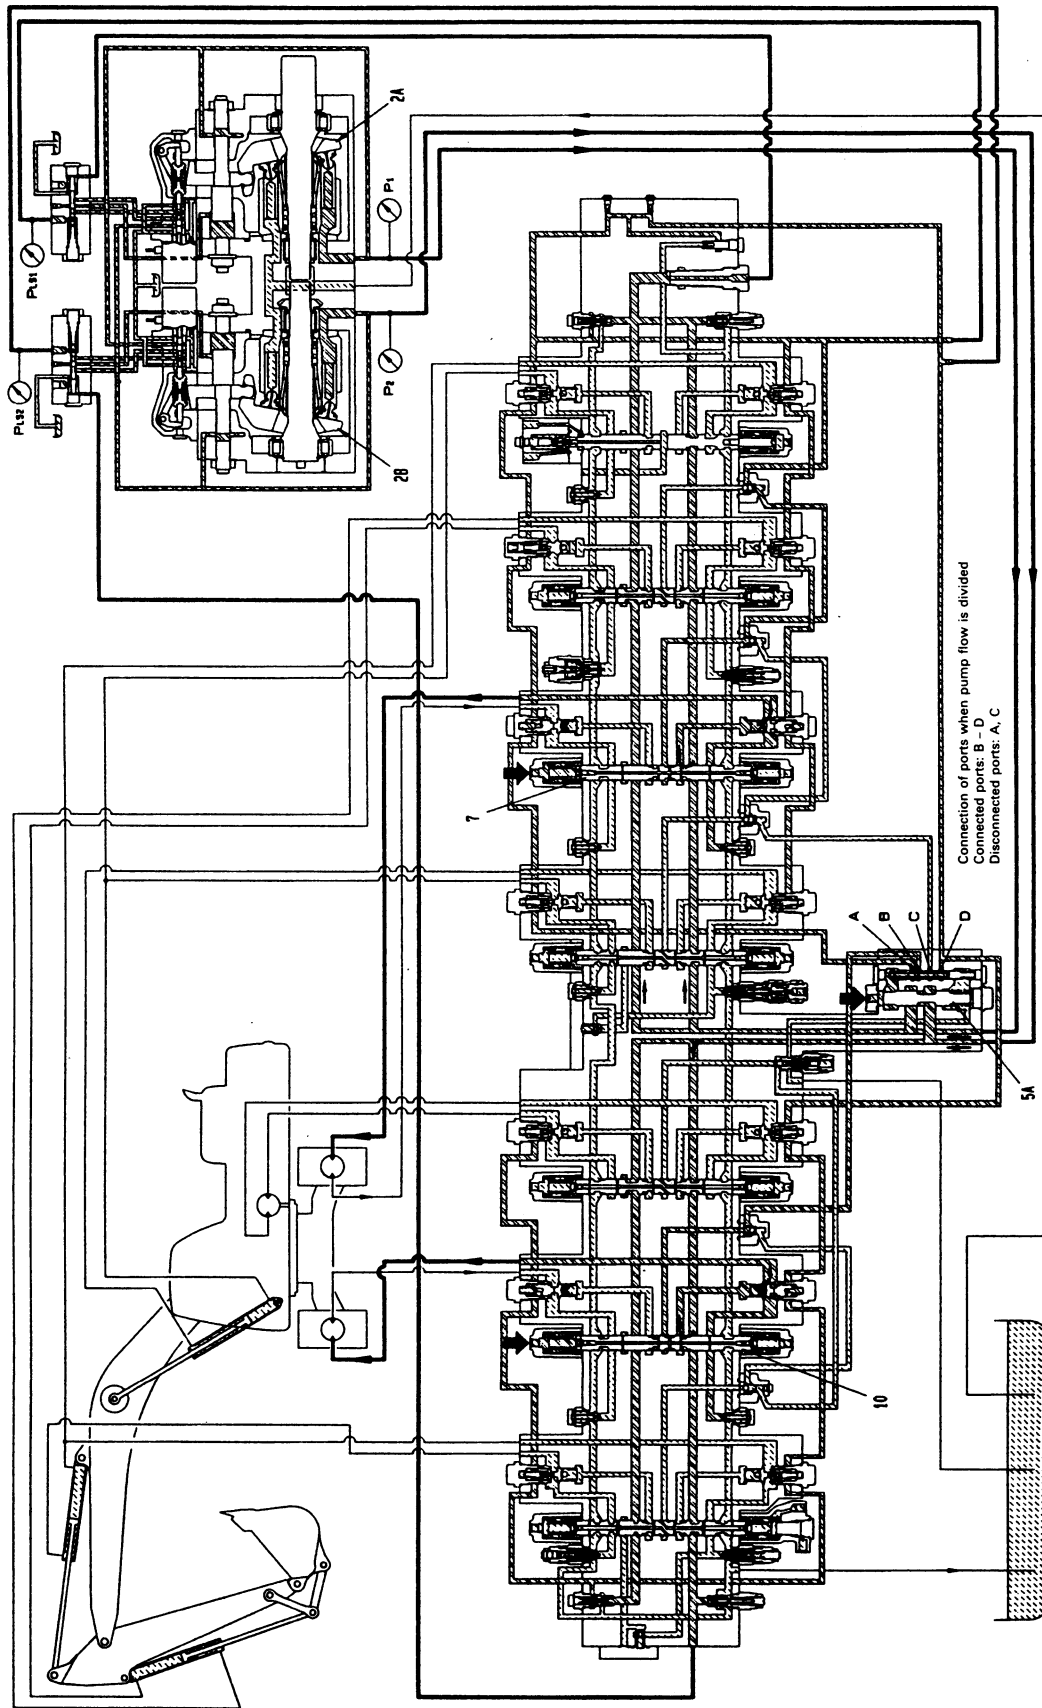 PLS2
PLS1
2A
2B
P1
P2
7
Connection of ports when pump flow is divided
Connected ports: B – D
Disconnected ports: A, C
A
B
C
D
5A
10